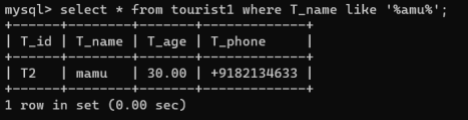 mysql> select * from tourist1 where T_name like '%amu%';
+------+--------+-------+-------------+
| T_id | T_name | T_age | T_phone     |
+------+--------+-------+-------------+
| T2   | mamu   | 30.00 | +9182134633 |
+------+--------+-------+-------------+
1 row in set (0.00 sec)